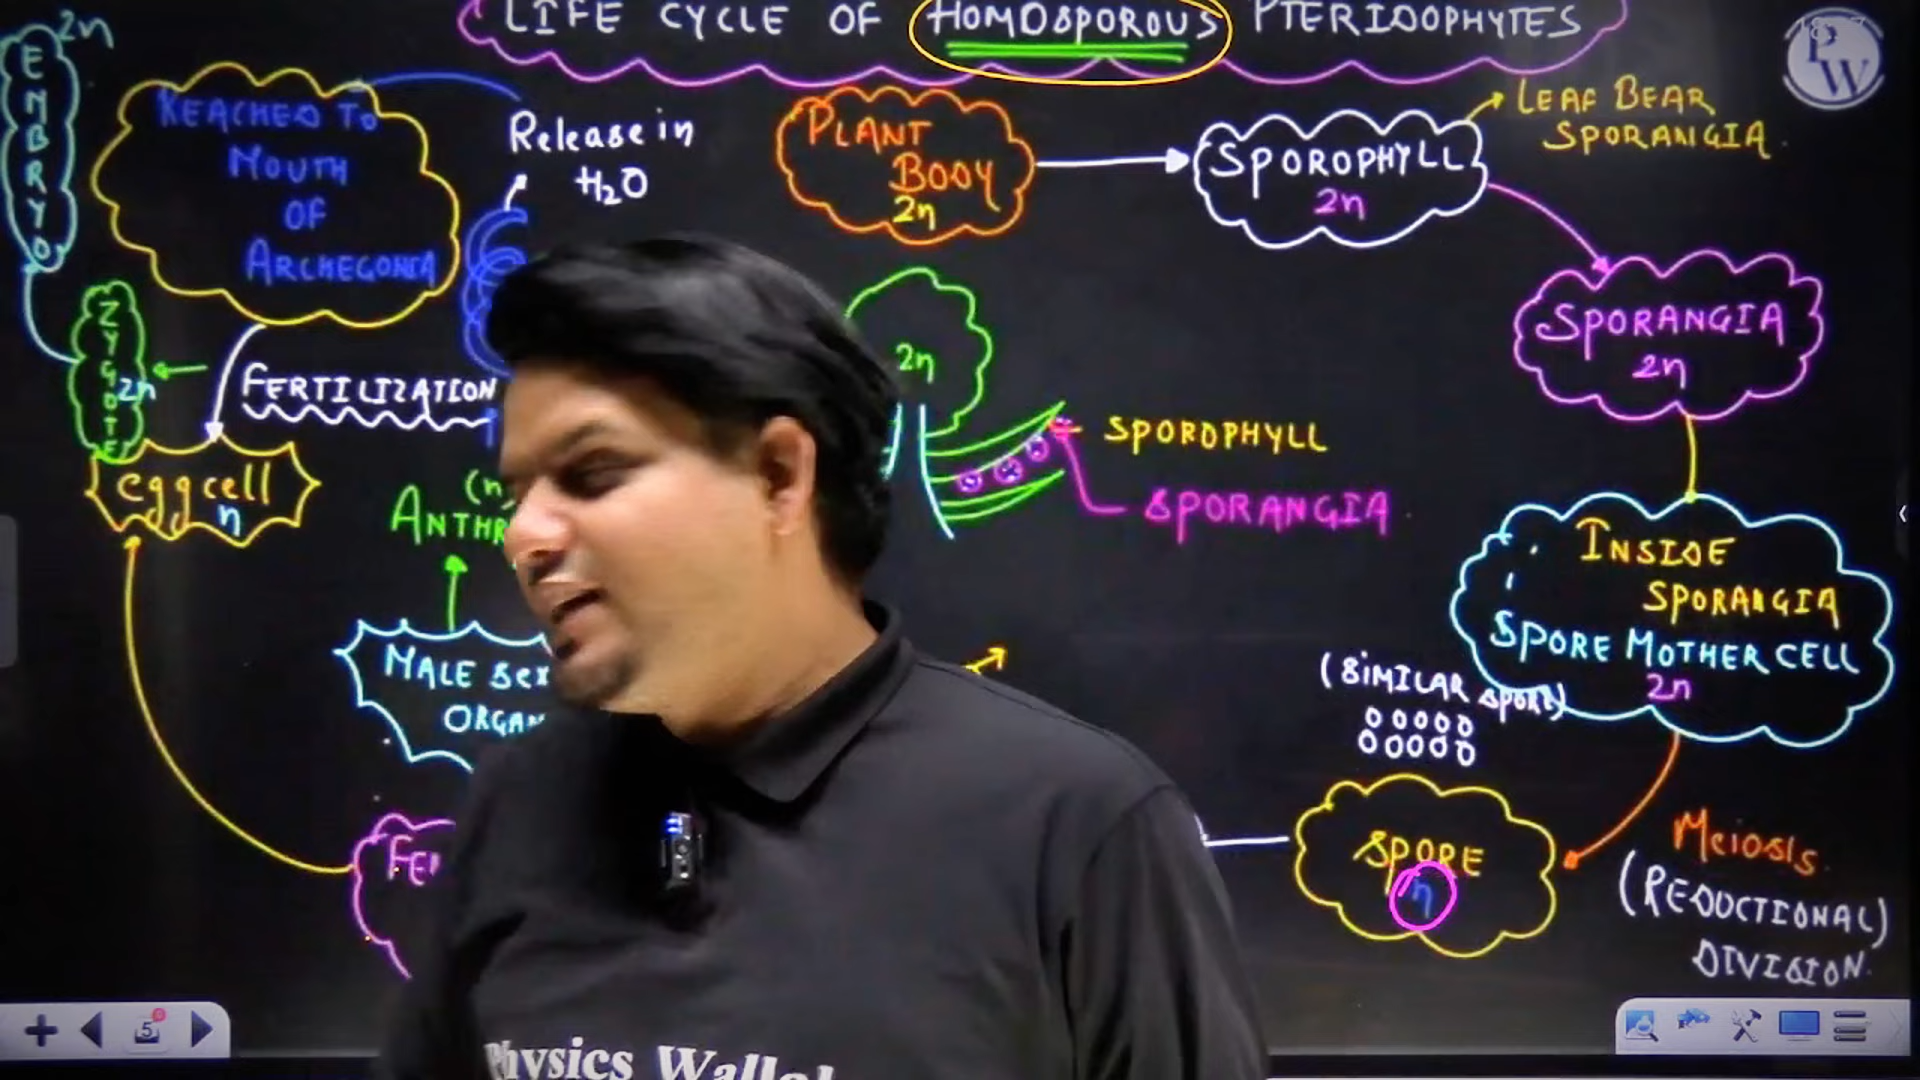 LIFE CYCLE OF HOMOSPOROUS PTERIDOPHYTES
PW
2n
EMBRYO
REACHED TO
MOUTH
OF
ARCHEGONIA
Release in
H₂O
PLANT
BODY
2n
SPOROPHYLL
2n
LEAF BEAR
SPORANGIA
SPORANGIA
2n
ZYGOTE
2n
FERTILIZATION
2n
SPOROPHYLL
SPORANGIA
egg cell
n
(n
ANTHR
INSIDE
SPORANGIA
SPORE MOTHER CELL
2n
MALE SEX
ORGAN
(SIMILAR SPORE)
SPORE
n
Meiosis
(REDUCTIONAL)
DIVISION
FE
5
Physics Walla